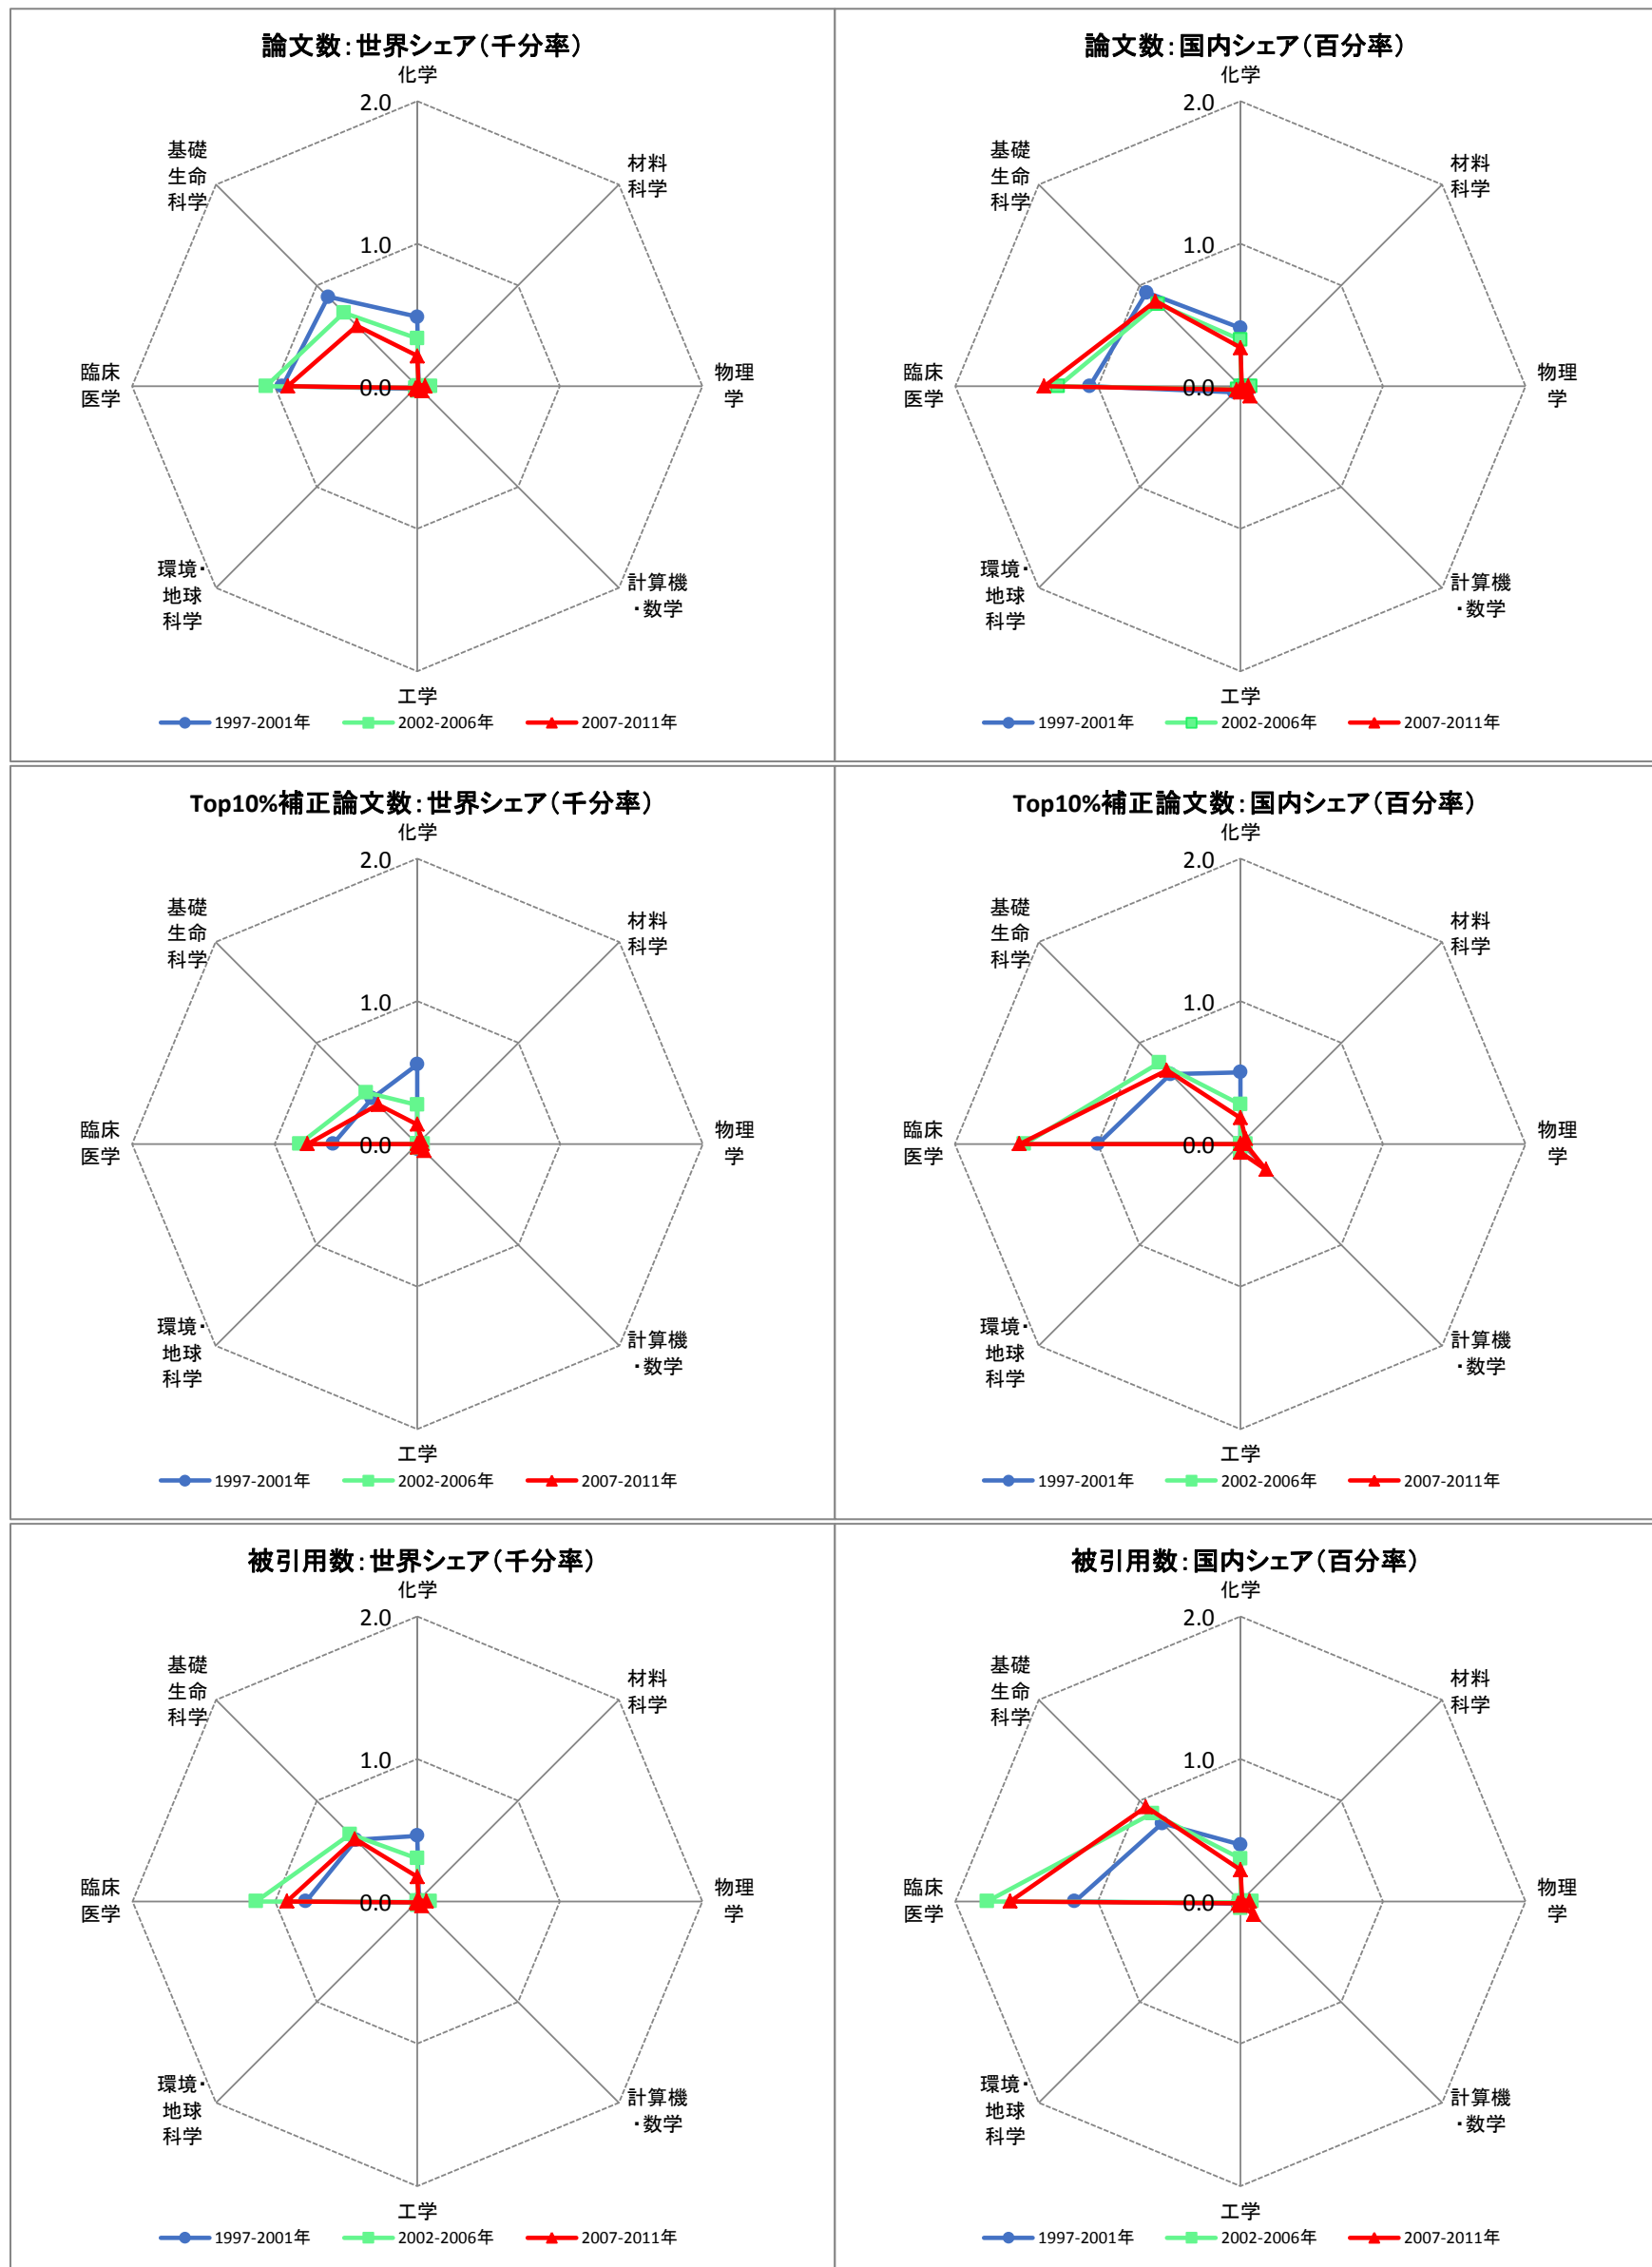 論文数：世界シェア（千分率）
化学
2.0
基礎
生命
科学
材料
科学
1.0
臨床
医学
0.0
物理
学
環境・
地球
科学
計算機
・数学
工学
1997-2001年
2002-2006年
2007-2011年
論文数：国内シェア（百分率）
化学
2.0
基礎
生命
科学
材料
科学
1.0
臨床
医学
0.0
物理
学
環境・
地球
科学
計算機
・数学
工学
1997-2001年
2002-2006年
2007-2011年
Top10%補正論文数：世界シェア（千分率）
化学
2.0
基礎
生命
科学
材料
科学
1.0
臨床
医学
0.0
物理
学
環境・
地球
科学
計算機
・数学
工学
1997-2001年
2002-2006年
2007-2011年
Top10%補正論文数：国内シェア（百分率）
化学
2.0
基礎
生命
科学
材料
科学
1.0
臨床
医学
0.0
物理
学
環境・
地球
科学
計算機
・数学
工学
1997-2001年
2002-2006年
2007-2011年
被引用数：世界シェア（千分率）
化学
2.0
基礎
生命
科学
材料
科学
1.0
臨床
医学
0.0
物理
学
環境・
地球
科学
計算機
・数学
工学
1997-2001年
2002-2006年
2007-2011年
被引用数：国内シェア（百分率）
化学
2.0
基礎
生命
科学
材料
科学
1.0
臨床
医学
0.0
物理
学
環境・
地球
科学
計算機
・数学
工学
1997-2001年
2002-2006年
2007-2011年